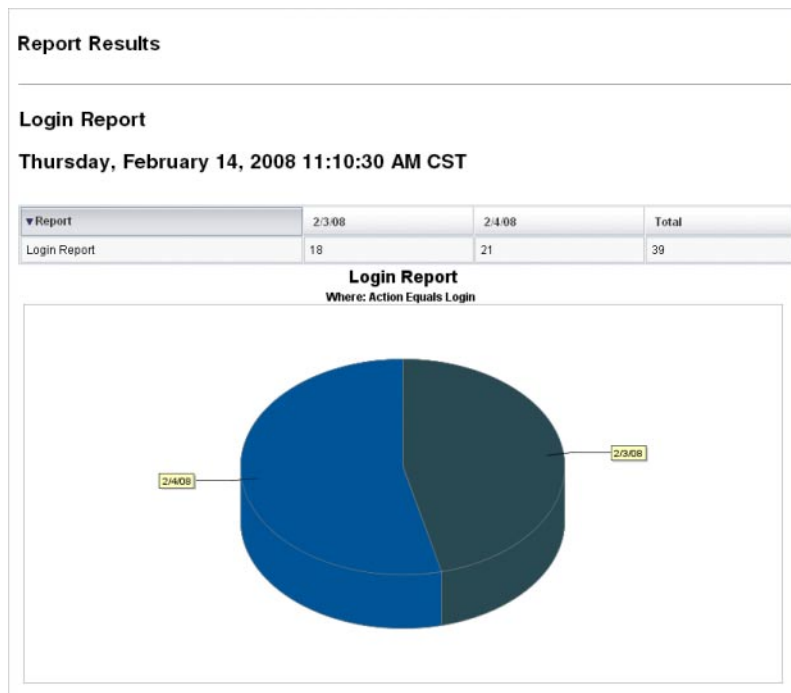 Report Results
Login Report
Thursday, February 14, 2008 11:10:30 AM CST
▼Report 2/3/08 2/4/08 Total
Login Report 18 21 39
Login Report
Where: Action Equals Login
2/3/08
2/4/08